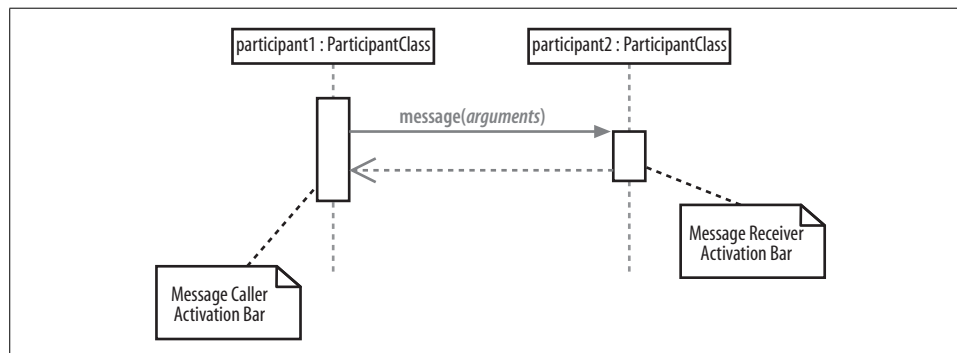 participant1 : ParticipantClass
participant2 : ParticipantClass
message(arguments)
Message Receiver
Activation Bar
Message Caller
Activation Bar